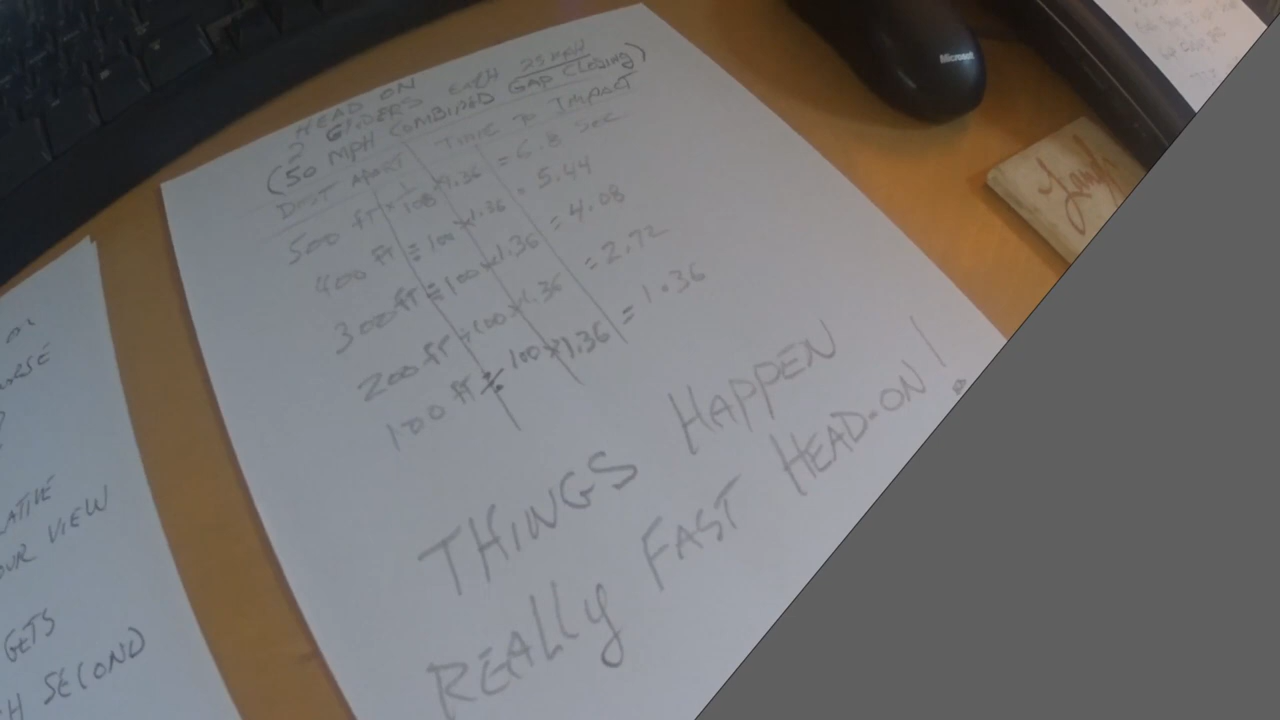 HEAD ON
2 GLIDERS each 25 MPH
(50 MPH COMBINED GAP CLOSING)
DIST APART TIME TO IMPACT
500 ft ÷ 100 x 1.36 = 6.8 Sec
400 ft ÷ 100 x 1.36 = 5.44
300 ft ÷ 100 x 1.36 = 4.08
200 ft ÷ 100 x 1.36 = 2.72
100 ft ÷ 100 x 1.36 = 1.36
THINGS HAPPEN
REALLY FAST HEAD-ON!
OUR VIEW
GETS
SECOND
Microsoft